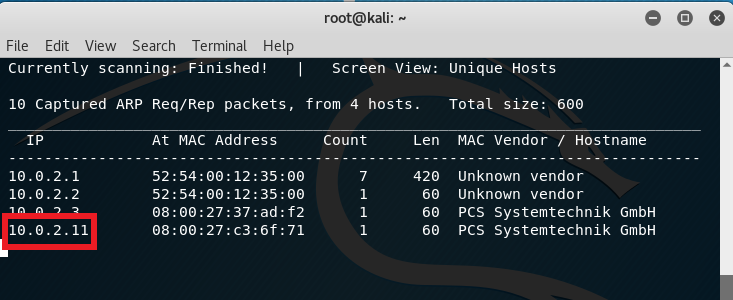 root@kali: ~
File Edit View Search Terminal Help
Currently scanning: Finished! | Screen View: Unique Hosts
10 Captured ARP Req/Rep packets, from 4 hosts. Total size: 600
IP At MAC Address Count Len MAC Vendor / Hostname
10.0.2.1 52:54:00:12:35:00 7 420 Unknown vendor
10.0.2.2 52:54:00:12:35:00 1 60 Unknown vendor
10.0.2.3 08:00:27:37:ad:f2 1 60 PCS Systemtechnik GmbH
10.0.2.11 08:00:27:c3:6f:71 1 60 PCS Systemtechnik GmbH